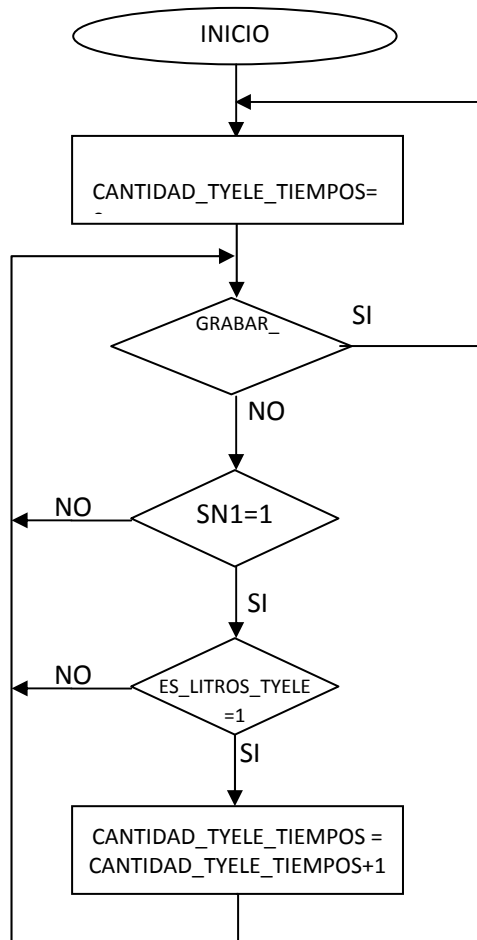 INICIO
CANTIDAD_TYELE_TIEMPOS=
GRABAR_
SI
NO
SN1=1
NO
SI
ES_LITROS_TYELE
=1
NO
SI
CANTIDAD_TYELE_TIEMPOS =
CANTIDAD_TYELE_TIEMPOS+1